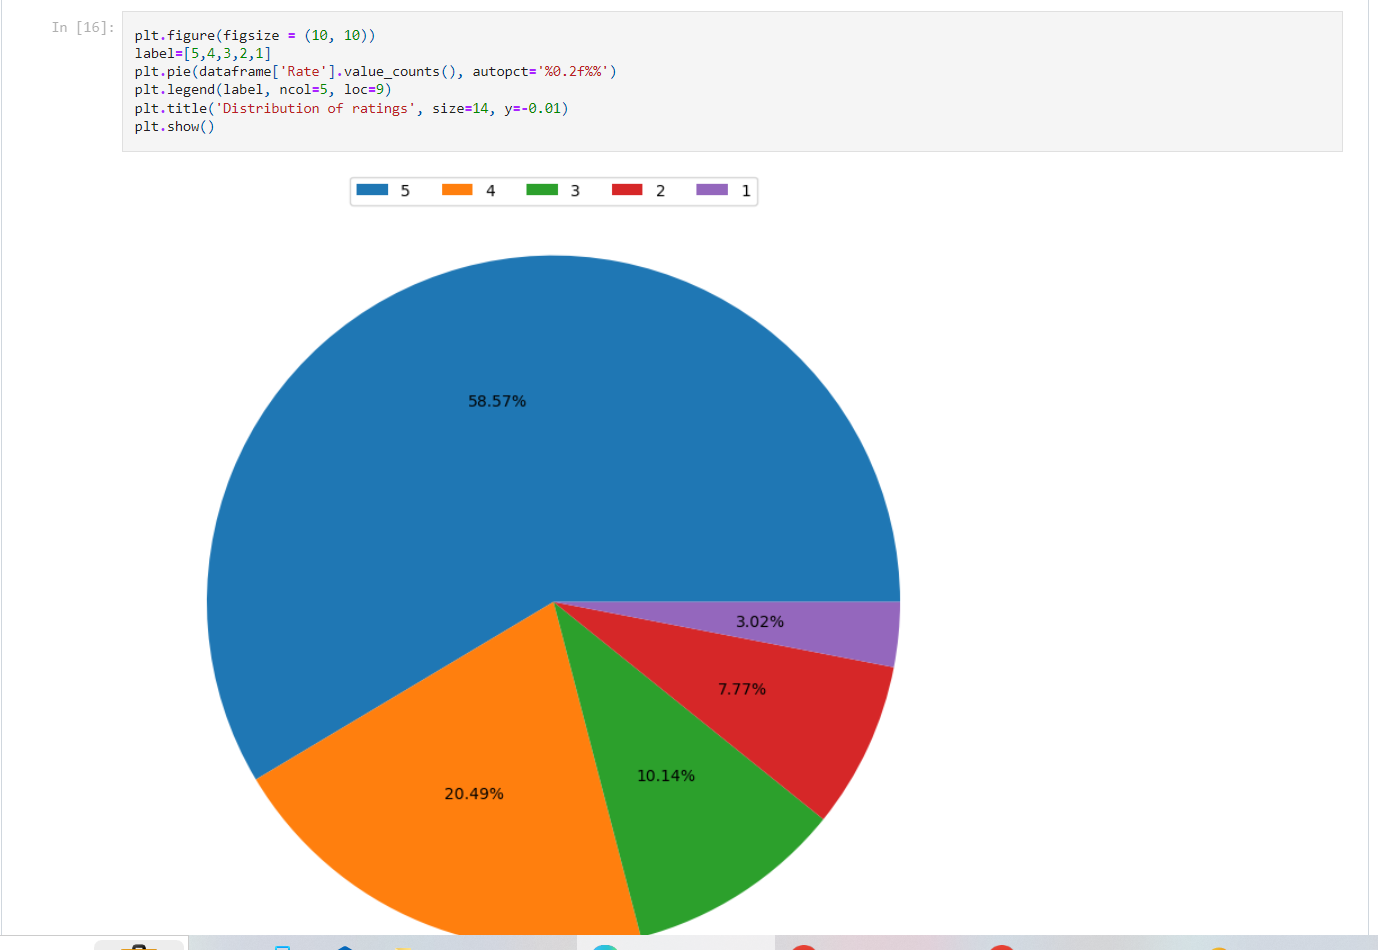 In [16]:
plt.figure(figsize = (10, 10))
label=[5,4,3,2,1]
plt.pie(dataframe['Rate'].value_counts(), autopct='%0.2f%%')
plt.legend(label, ncol=5, loc=9)
plt.title('Distribution of ratings', size=14, y=-0.01)
plt.show()
5 4 3 2 1
58.57%
3.02%
7.77%
10.14%
20.49%